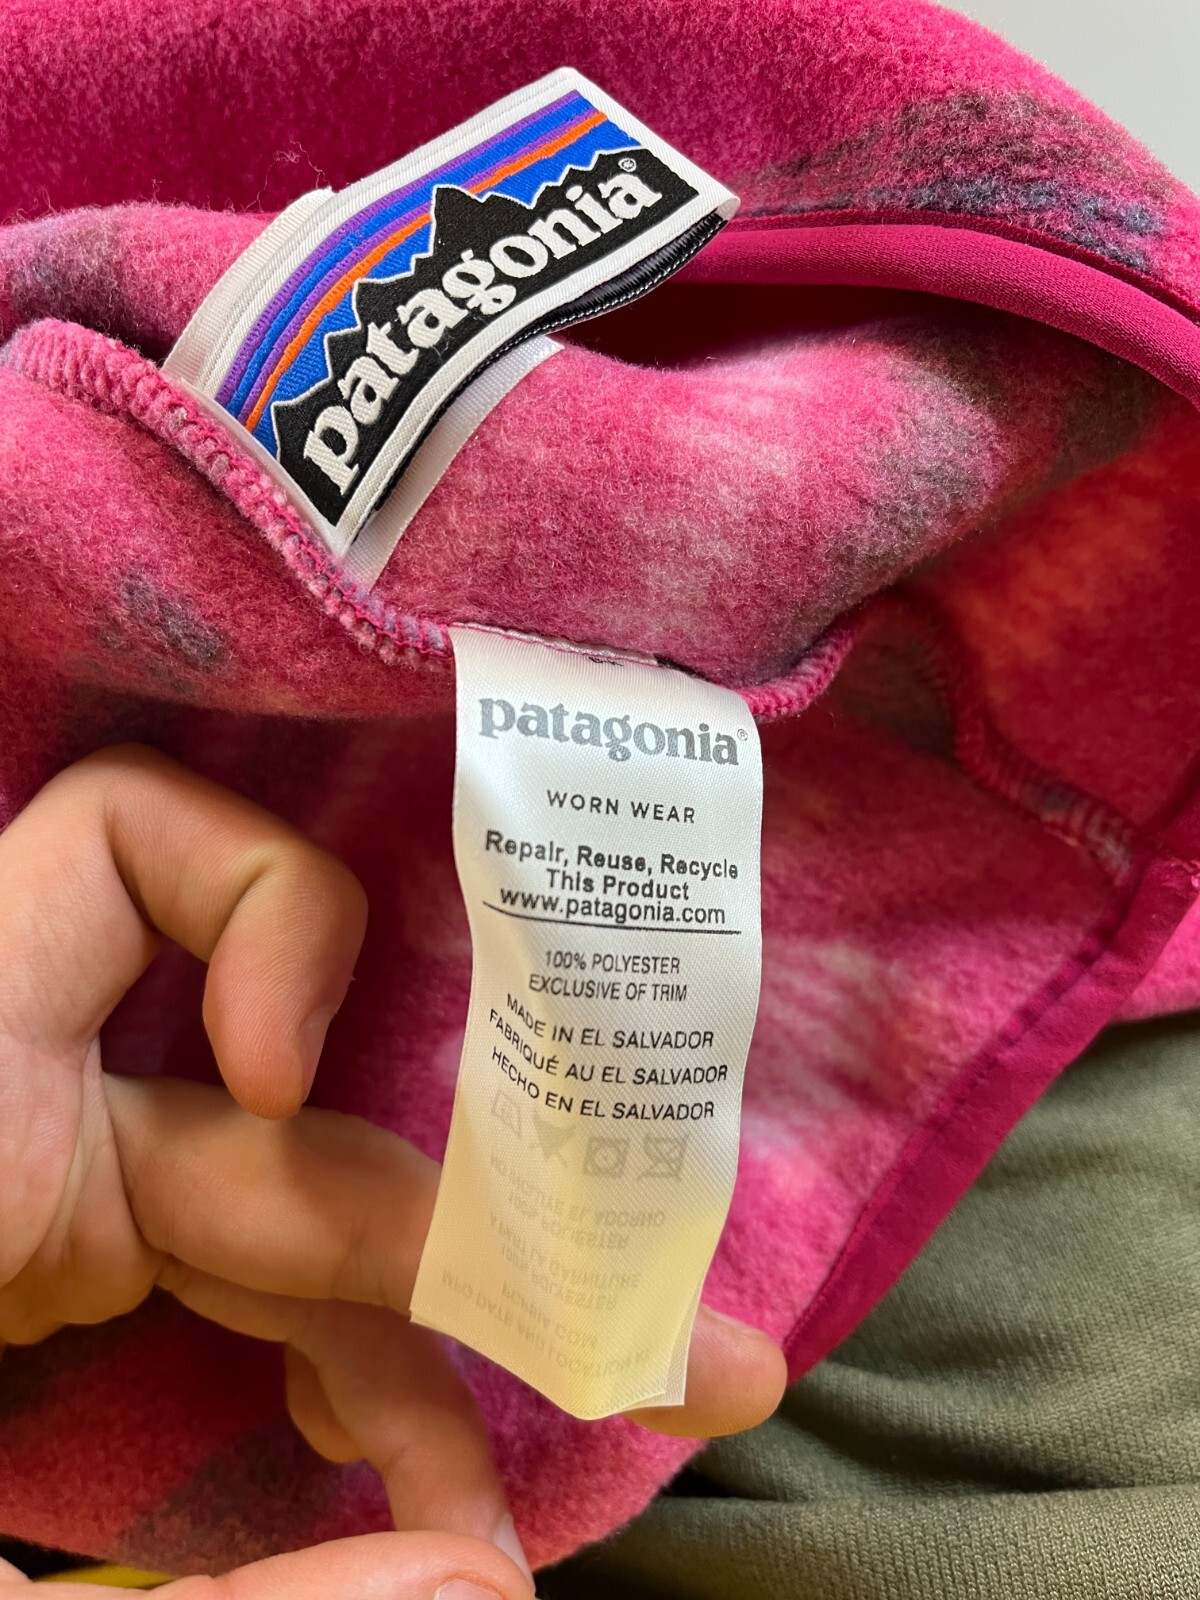 patagonia®
patagonia®
WORN WEAR
Repair, Reuse, Recycle
This Product
www.patagonia.com
100% POLYESTER
EXCLUSIVE OF TRIM
MADE IN EL SALVADOR
FABRIQUÉ AU EL SALVADOR
HECHO EN EL SALVADOR